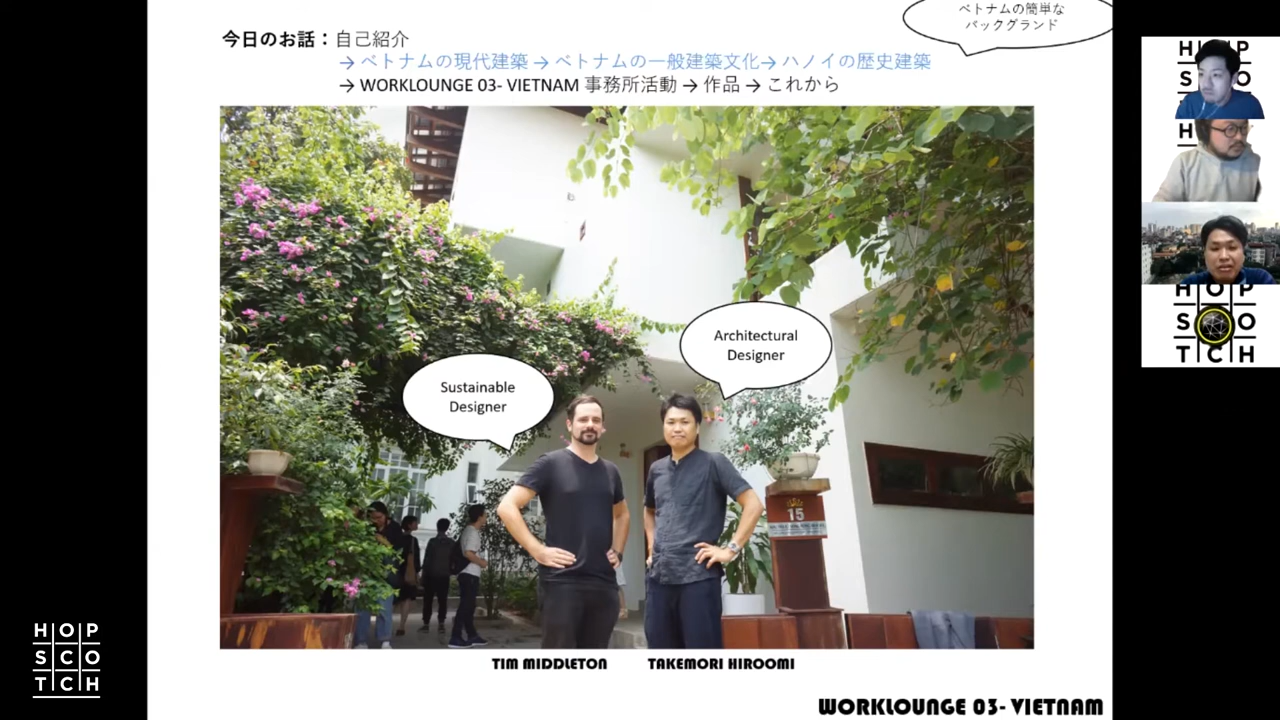 ベトナムの簡単な
バックグランド
今日のお話：自己紹介
→ ベトナムの現代建築 → ベトナムの一般建築文化→ ハノイの歴史建築
→ WORKLOUNGE 03- VIETNAM 事務所活動 → 作品 → これから
Architectural
Designer
Sustainable
Designer
15
TIM MIDDLETON
TAKEMORI HIROOMI
WORKLOUNGE 03- VIETNAM
HOP
SCO
TCH
H P
S
H
HOP
S O
TCH